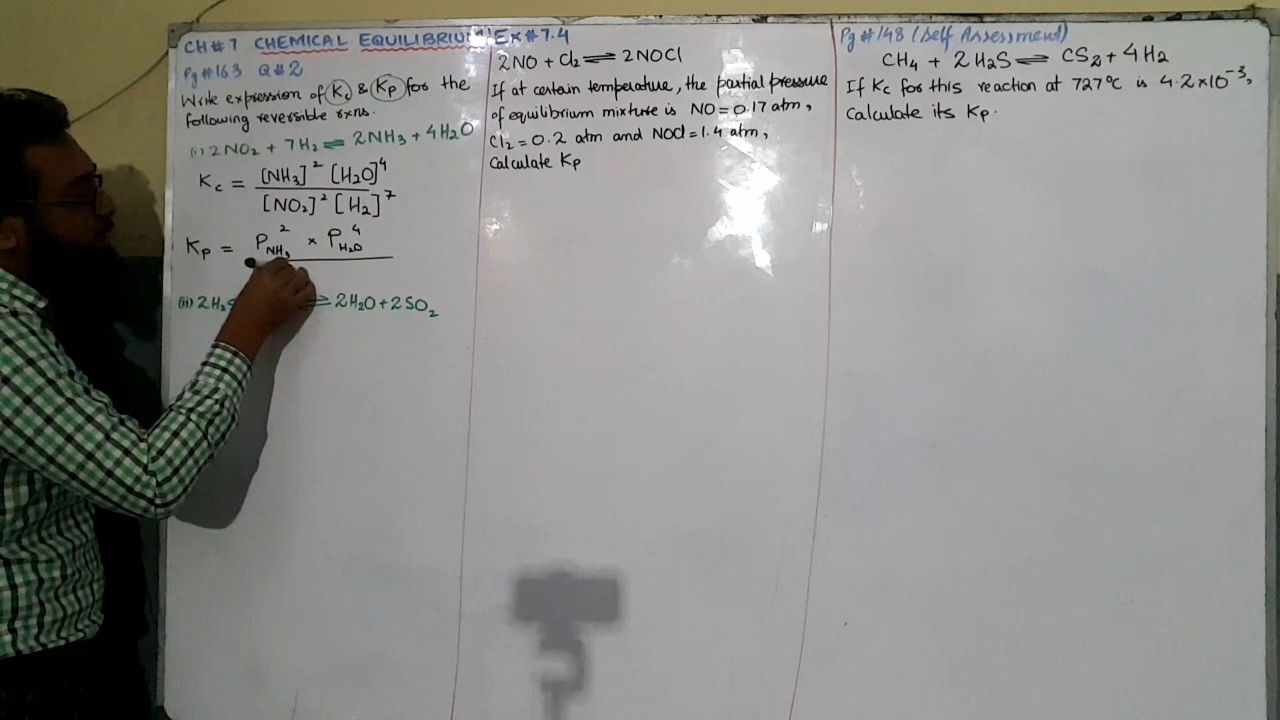 CH#7 CHEMICAL EQUILIBRIUM Ex#7.4
Pg#163 Q#2
Write expression of Kc & Kp for the
following reversible rxns.
(i) 2NO₂ + 7H₂ ⇌ 2NH₃ + 4H₂O
Kc = [NH₃]² [H₂O]⁴
[NO₂]² [H₂]⁷
Kp = P²NH₃ × P⁴H₂O
(ii) 2H₂ ⇌ 2H₂O + 2SO₂
2NO + Cl₂ ⇌ 2NOCl
If at certain temperature, the partial pressure
of equilibrium mixture is NO = 0.17 atm,
Cl₂ = 0.2 atm and NOCl = 1.4 atm,
Calculate Kp
Pg#148 (Self Assessment)
CH₄ + 2H₂S ⇌ CS₂ + 4H₂
If Kc for this reaction at 727°C is 4.2×10⁻³,
Calculate its Kp.